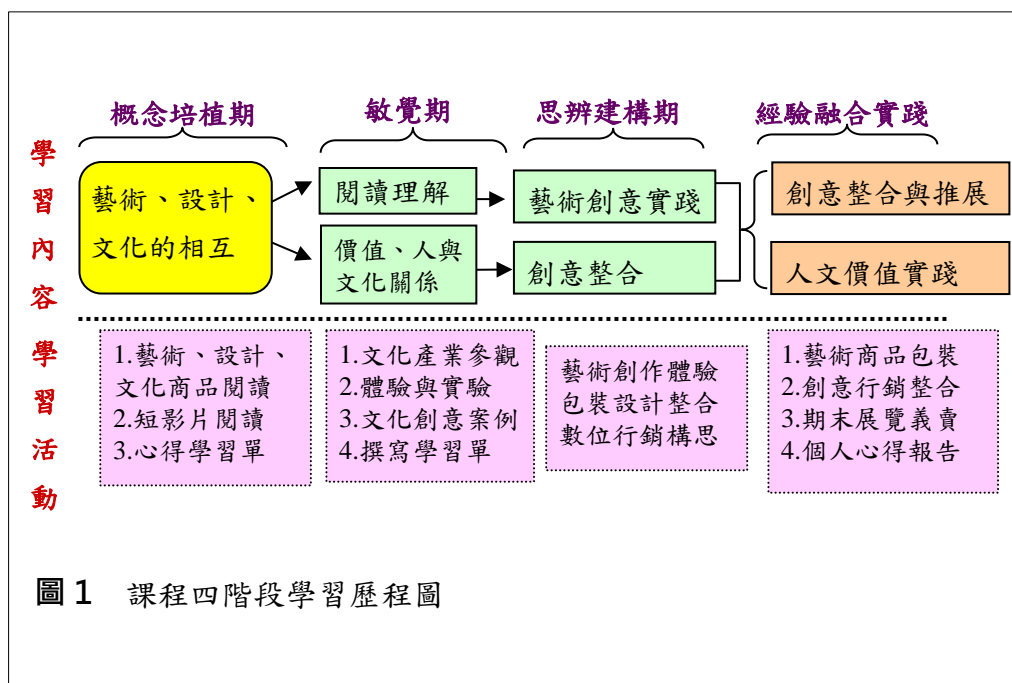 概念培植期
敏覺期
思辨建構期
經驗融合實踐
學習內容
藝術、設計、
文化的相互
閱讀理解
價值、人與
文化關係
藝術創意實踐
創意整合
創意整合與推展
人文價值實踐
學習活動
1.藝術、設計、
文化商品閱讀
2.短影片閱讀
3.心得學習單
1.文化產業參觀
2.體驗與實驗
3.文化創意案例
4.撰寫學習單
藝術創作體驗
包裝設計整合
數位行銷構思
1.藝術商品包裝
2.創意行銷整合
3.期末展覽義賣
4.個人心得報告
圖1 課程四階段學習歷程圖